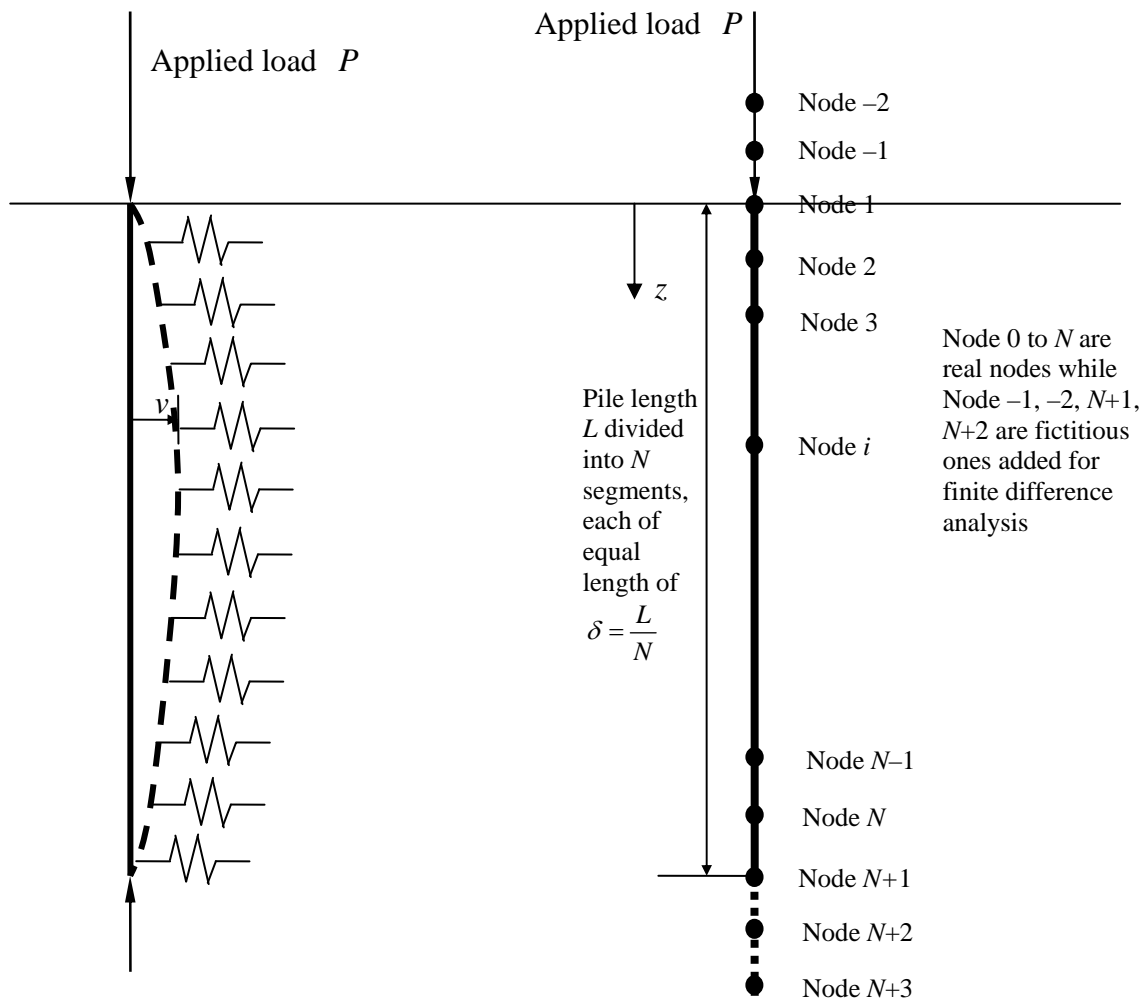 Applied load P
v
Applied load P
Node –2
Node –1
Node 1
Node 2
z
Node 3
Pile length
L divided
into N
segments,
each of
equal
length of
δ = L/N
Node i
Node 0 to N are
real nodes while
Node –1, –2, N+1,
N+2 are fictitious
ones added for
finite difference
analysis
Node N–1
Node N
Node N+1
Node N+2
Node N+3